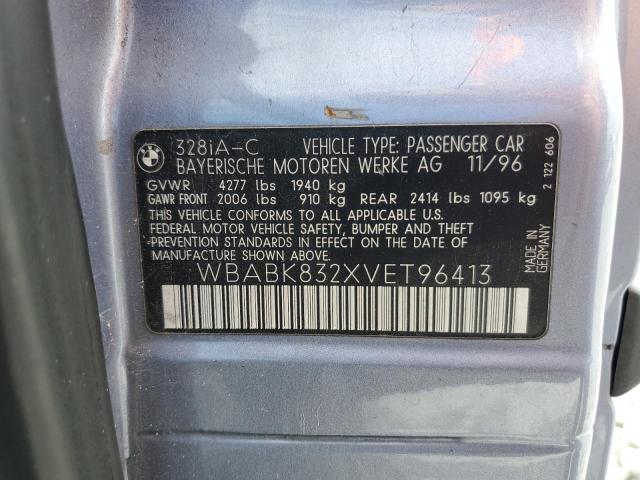 328iA-C VEHICLE TYPE: PASSENGER CAR
BAYERISCHE MOTOREN WERKE AG 11/96
GVWR 4277 lbs 1940 kg
GAWR FRONT 2006 lbs 910 kg REAR 2414 lbs 1095 kg
THIS VEHICLE CONFORMS TO ALL APPLICABLE U.S.
FEDERAL MOTOR VEHICLE SAFETY, BUMPER AND THEFT
PREVENTION STANDARDS IN EFFECT ON THE DATE OF
MANUFACTURE SHOWN ABOVE.
WBABK832XVET96413
MADE IN
GERMANY
2 122 606